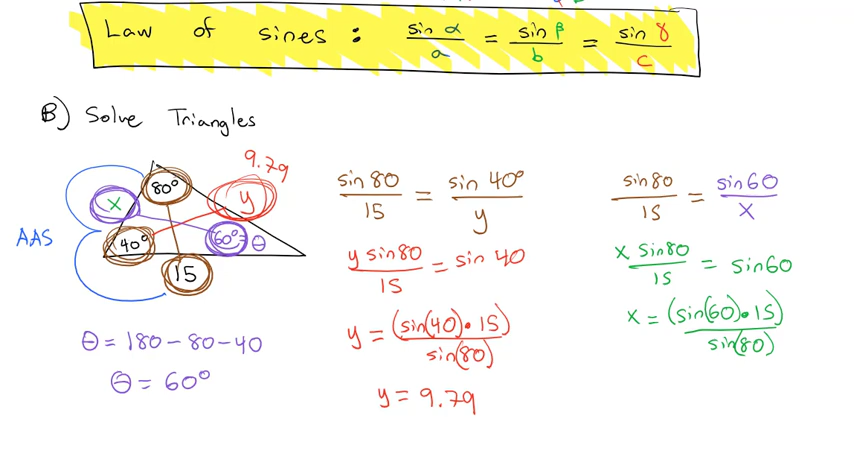 Law of sines : sin α/a = sin β/b = sin γ/c
B) Solve Triangles
9.79
80°
x
y
AAS
40°
60° = θ
15
θ = 180 - 80 - 40
θ = 60°
sin 80/15 = sin 40°/y
y sin 80/15 = sin 40
y = (sin(40) • 15)/sin(80)
y = 9.79
sin 80/15 = sin 60/x
x sin 80/15 = sin 60
x = (sin(60) • 15)/sin(80)